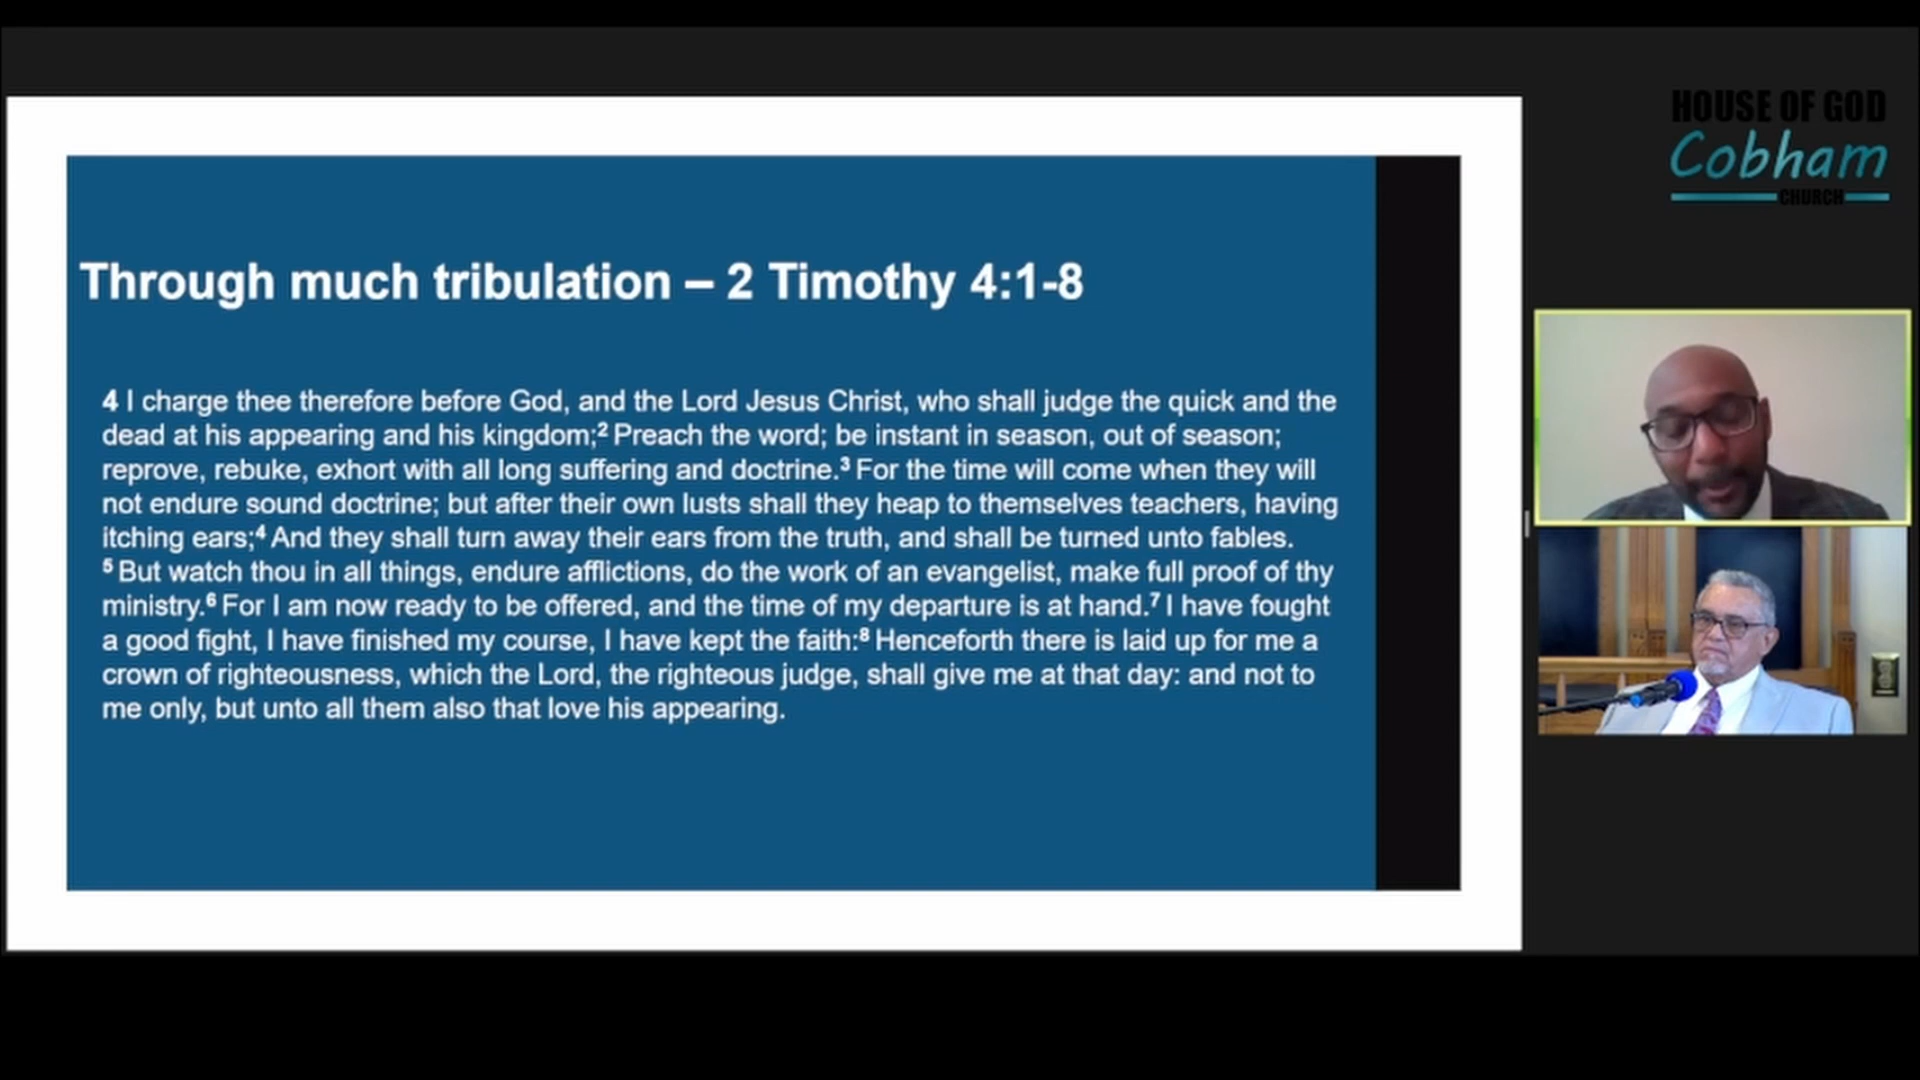 HOUSE OF GOD
Cobham
CHURCH
Through much tribulation – 2 Timothy 4:1-8
4 I charge thee therefore before God, and the Lord Jesus Christ, who shall judge the quick and the
dead at his appearing and his kingdom;2 Preach the word; be instant in season, out of season;
reprove, rebuke, exhort with all long suffering and doctrine.3 For the time will come when they will
not endure sound doctrine; but after their own lusts shall they heap to themselves teachers, having
itching ears;4 And they shall turn away their ears from the truth, and shall be turned unto fables.
5 But watch thou in all things, endure afflictions, do the work of an evangelist, make full proof of thy
ministry.6 For I am now ready to be offered, and the time of my departure is at hand.7 I have fought
a good fight, I have finished my course, I have kept the faith:8 Henceforth there is laid up for me a
crown of righteousness, which the Lord, the righteous judge, shall give me at that day: and not to
me only, but unto all them also that love his appearing.